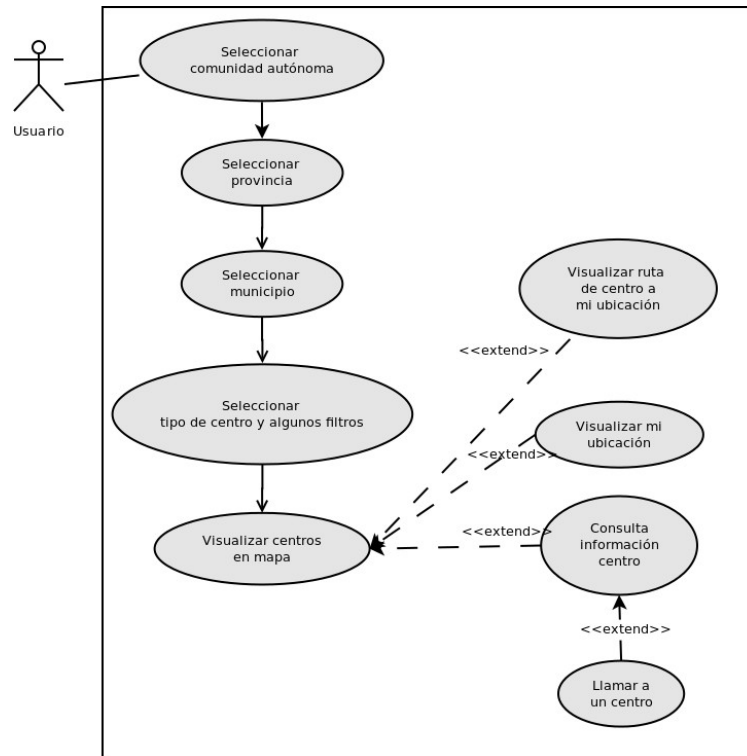 Seleccionar
comunidad autónoma
Usuario
Seleccionar
provincia
Seleccionar
municipio
Visualizar ruta
de centro a
mi ubicación
<<extend>>
Seleccionar
tipo de centro y algunos filtros
Visualizar mi
ubicación
<<extend>>
Visualizar centros
en mapa
<<extend>>
Consulta
información
centro
<<extend>>
Llamar a
un centro